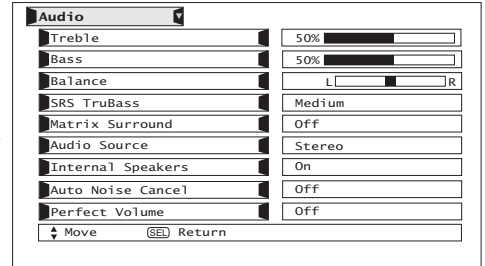 Audio
Treble 50%
Bass 50%
Balance L R
SRS TruBass Medium
Matrix Surround Off
Audio Source Stereo
Internal Speakers On
Auto Noise Cancel Off
Perfect Volume Off
Move SEL Return